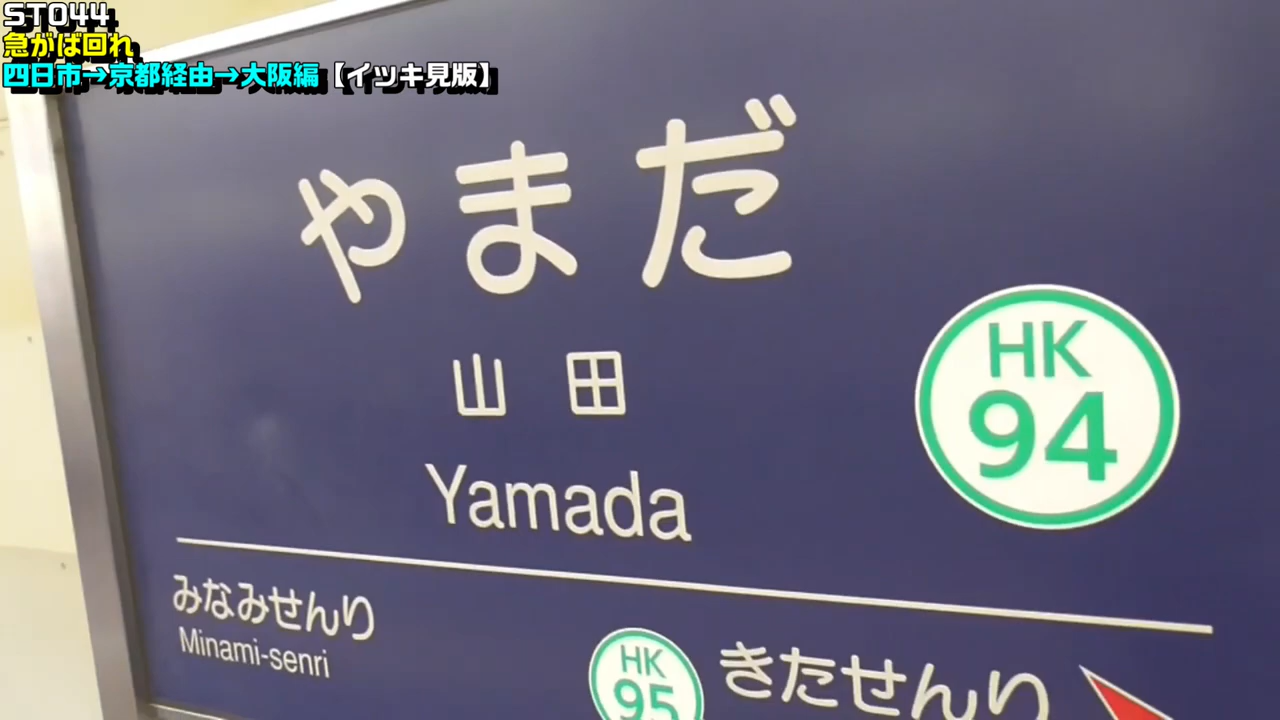 ST044
急がば回れ
四日市→京都経由→大阪編【イツキ見版】
やまだ
HK
94
山田
Yamada
みなみせんり
Minami-senri
HK
95
きたせんり